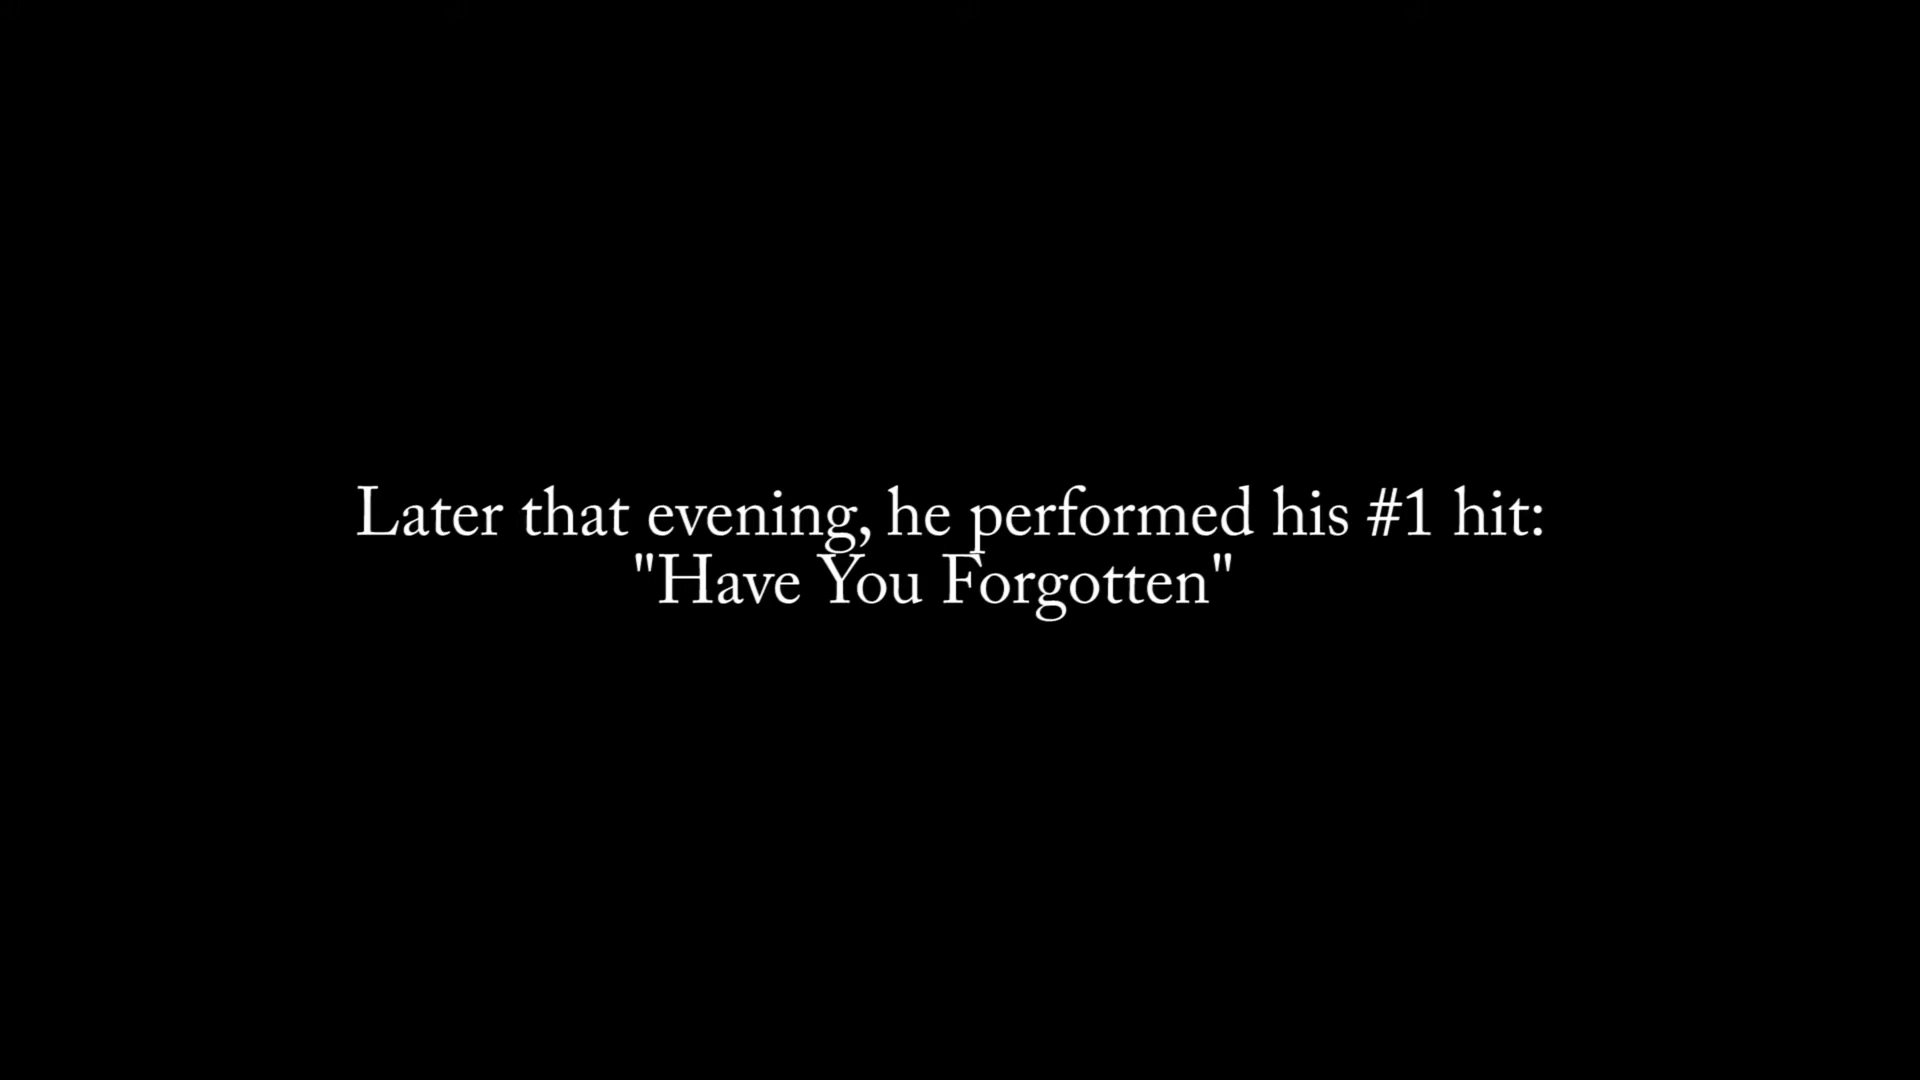 Later that evening, he performed his #1 hit:
"Have You Forgotten"